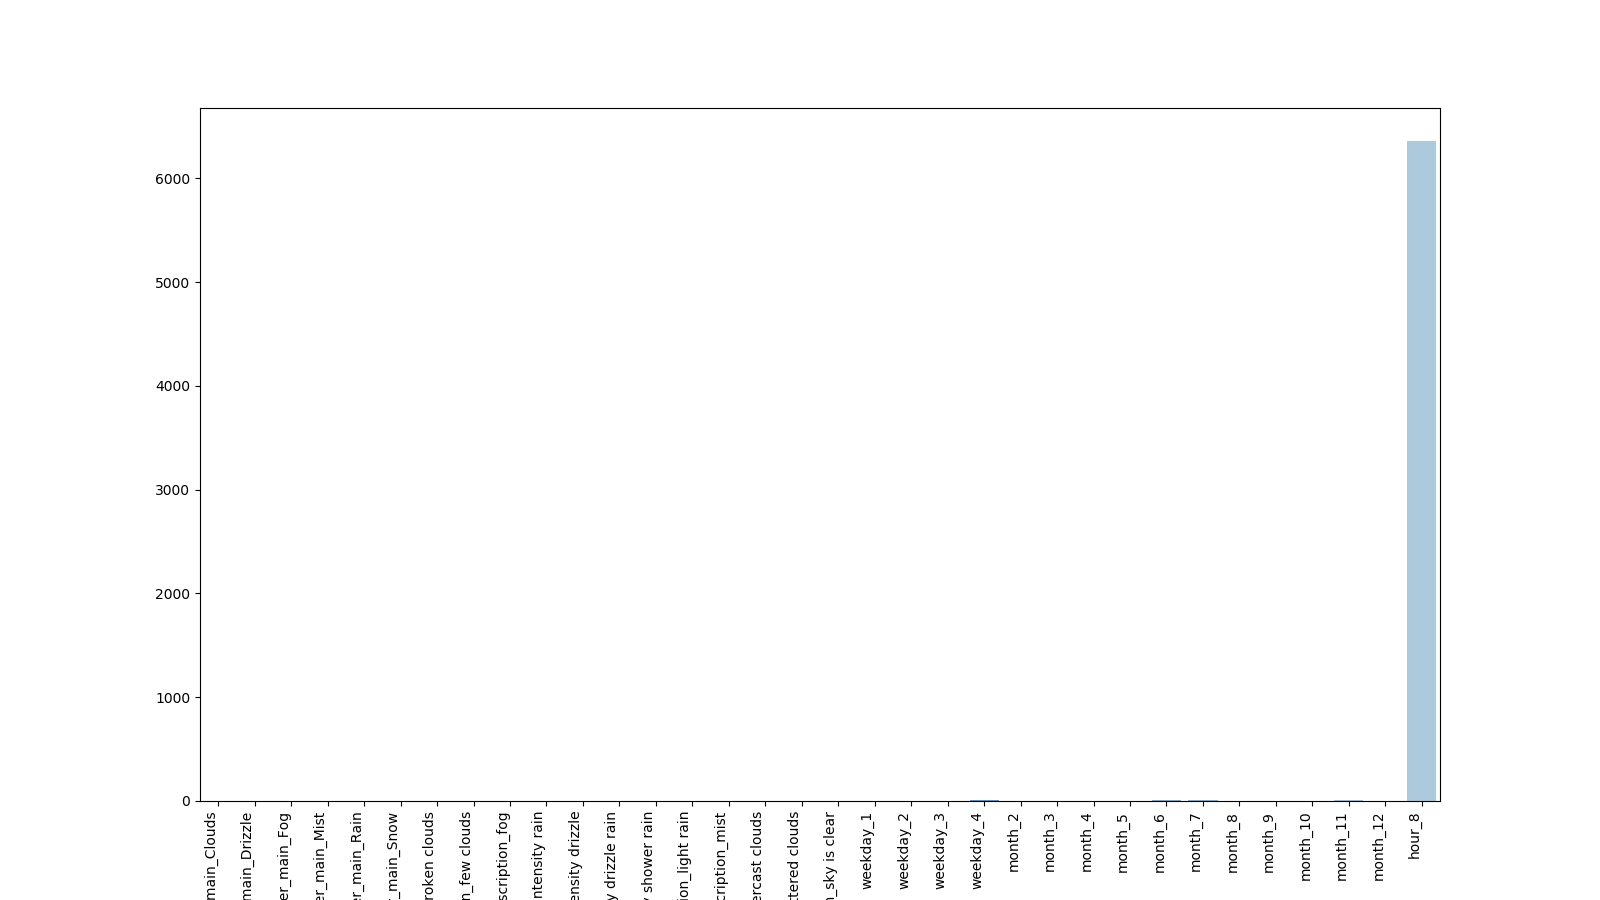 6000
5000
4000
3000
2000
1000
0
main_Clouds
main_Drizzle
er_main_Fog
er_main_Mist
er_main_Rain
r_main_Snow
roken clouds
n_few clouds
scription_fog
ntensity rain
ensity drizzle
y drizzle rain
y shower rain
ion_light rain
cription_mist
ercast clouds
ttered clouds
n_sky is clear
weekday_1
weekday_2
weekday_3
weekday_4
month_2
month_3
month_4
month_5
month_6
month_7
month_8
month_9
month_10
month_11
month_12
hour_8